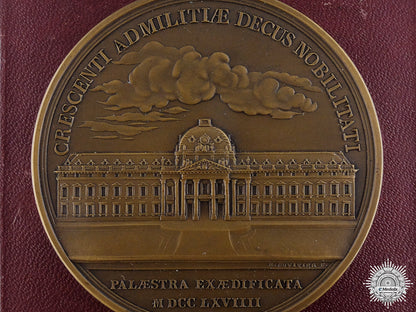 CRESCENTI ADMILITIÆ DECUS NOBILITATI
PALÆSTRA EXÆDIFICATA
M DCC LXVIIII